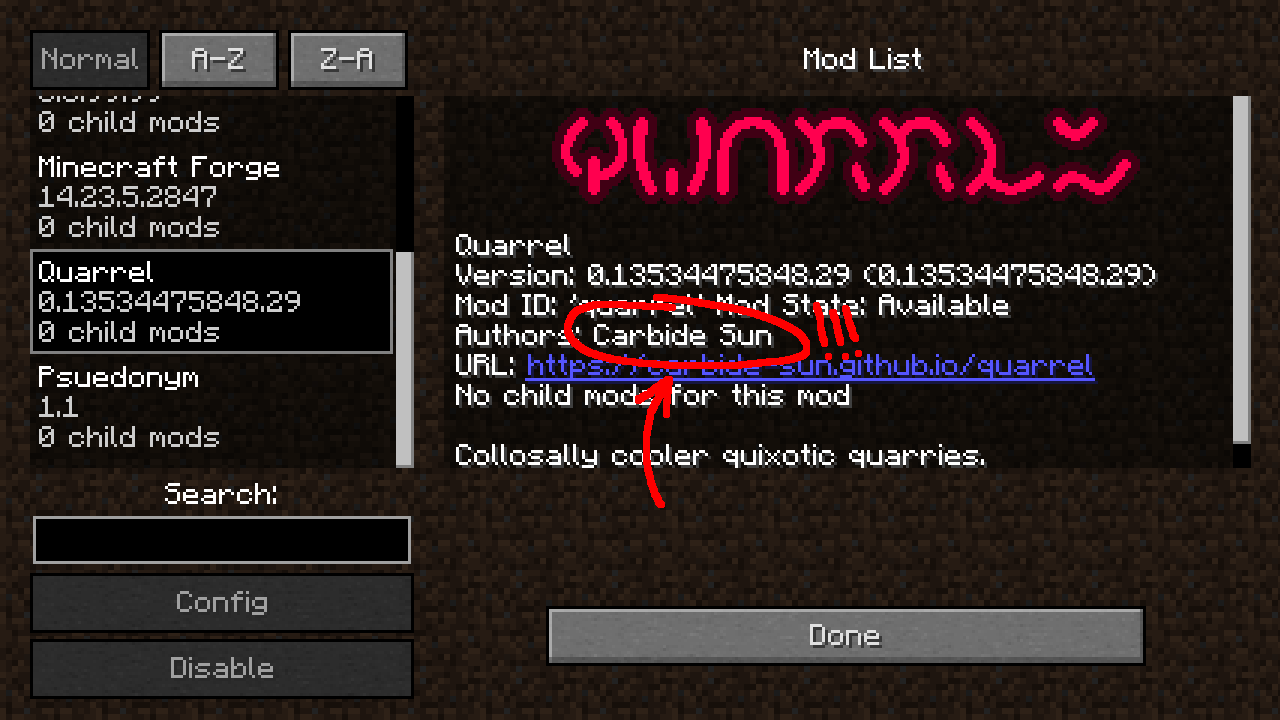 Normal A-Z Z-A
0 child mods
Minecraft Forge
14.23.5.2847
0 child mods
Quarrel
0.13534475848.29
0 child mods
Psuedonym
1.1
0 child mods
Search:
Config
Disable
Mod List
QUARREL
Quarrel
Version: 0.13534475848.29 (0.13534475848.29)
Mod ID: 'quarrel' Mod State: Available
Authors: Carbide Sun
!!!
URL: https://carbide-sun.github.io/quarrel
No child mods for this mod
Collosally cooler quixotic quarries.
Done